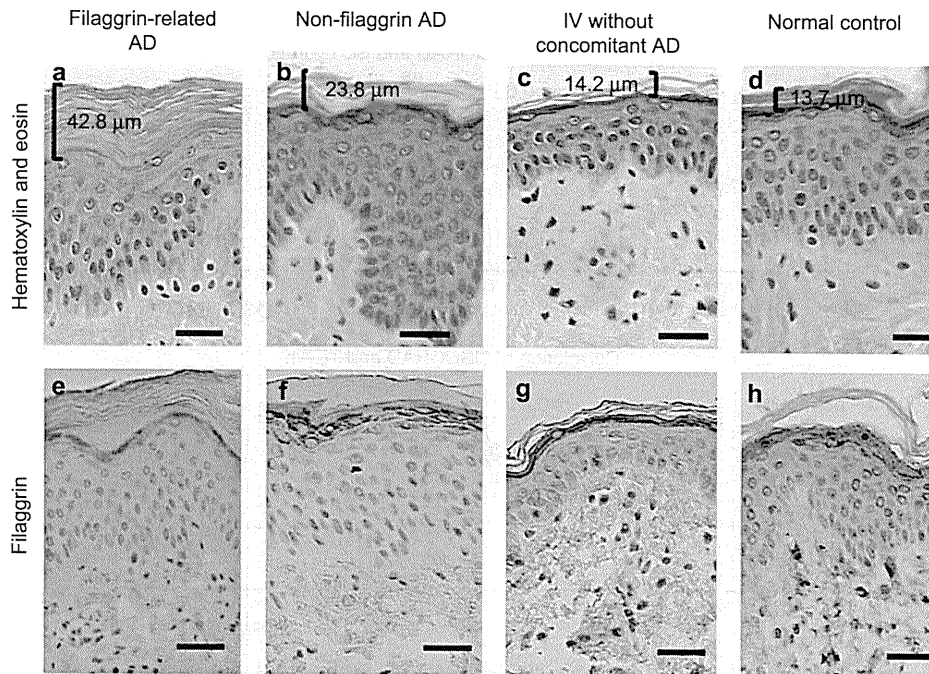 Filaggrin-related
AD
Non-filaggrin AD
IV without
concomitant AD
Normal control
Hematoxylin and eosin
a
42.8 μm
b
23.8 μm
c
14.2 μm
d
13.7 μm
Filaggrin
e
f
g
h